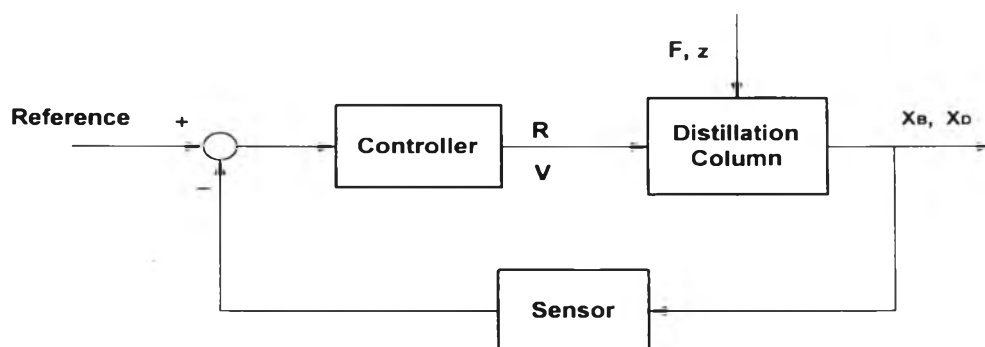 F, z
Reference
+
Controller
R
V
Distillation
Column
XB, XD
−
Sensor